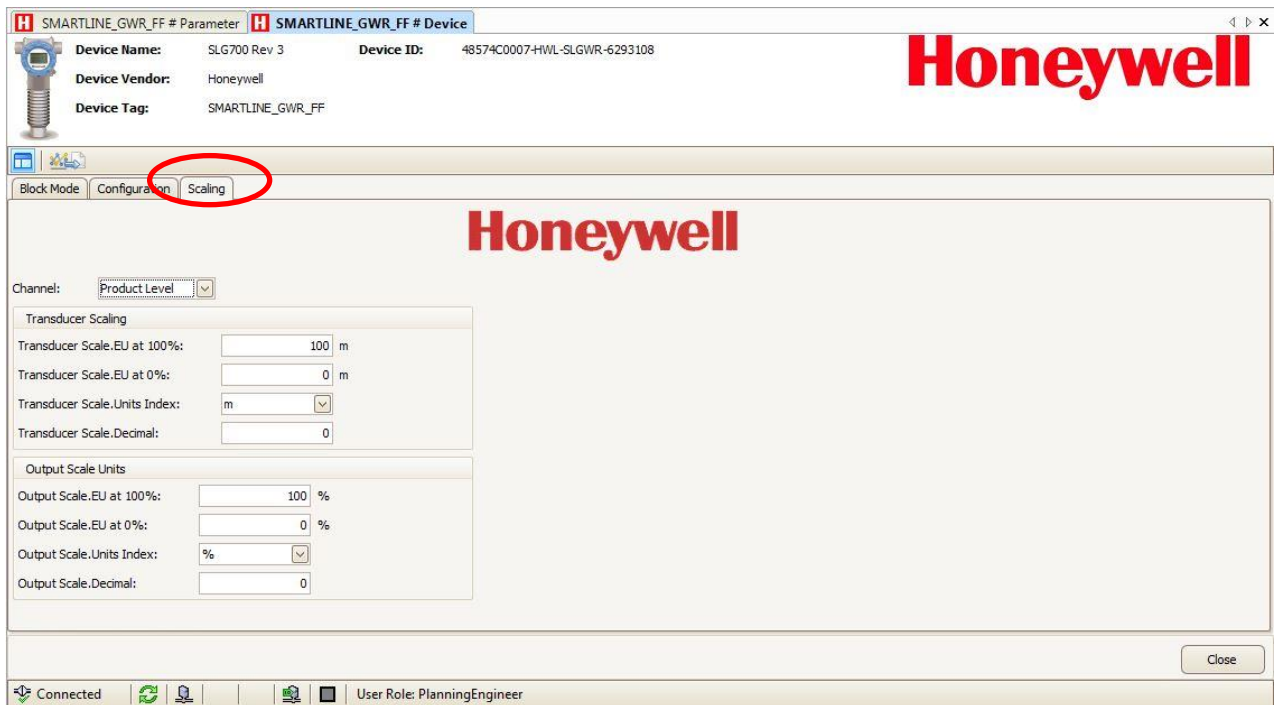 SMARTLINE_GWR_FF # Parameter SMARTLINE_GWR_FF # Device
Device Name: SLG700 Rev 3 Device ID: 48574C0007-HWL-SLGWR-6293108
Honeywell
Device Vendor: Honeywell
Device Tag: SMARTLINE_GWR_FF
Block Mode Configuration Scaling
Honeywell
Channel: Product Level
Transducer Scaling
Transducer Scale.EU at 100%: 100 m
Transducer Scale.EU at 0%: 0 m
Transducer Scale.Units Index: m
Transducer Scale.Decimal: 0
Output Scale Units
Output Scale.EU at 100%: 100 %
Output Scale.EU at 0%: 0 %
Output Scale.Units Index: %
Output Scale.Decimal: 0
Close
Connected User Role: PlanningEngineer